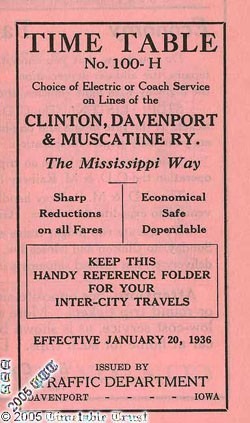 TIME TABLE
No. 100-H
Choice of Electric or Coach Service
on Lines of the
CLINTON, DAVENPORT
& MUSCATINE RY.
The Mississippi Way
Sharp
Reductions
on all Fares
Economical
Safe
Dependable
KEEP THIS
HANDY REFERENCE FOLDER
FOR YOUR
INTER-CITY TRAVELS
EFFECTIVE JANUARY 20, 1936
ISSUED BY
TRAFFIC DEPARTMENT
DAVENPORT - - IOWA
© 2005 Timetable Trust